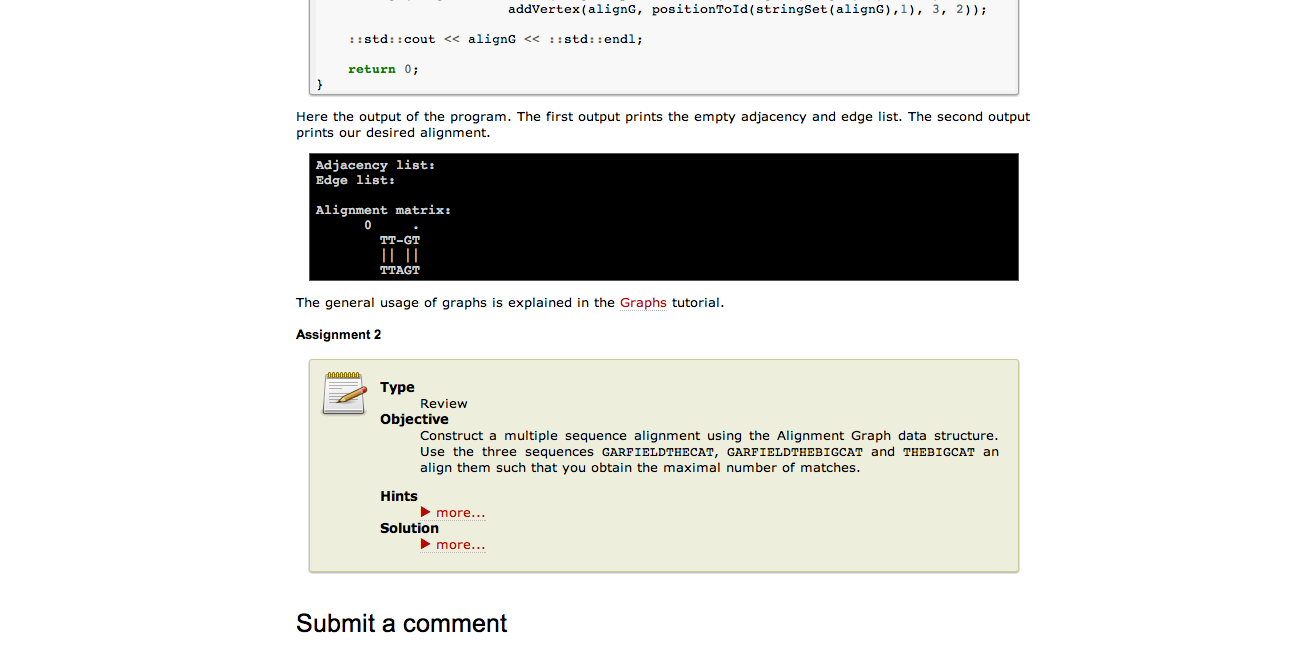 addVertex(alignG, positionToId(stringSet(alignG),1), 3, 2));
::std::cout << alignG << ::std::endl;
return 0;
}
Here the output of the program. The first output prints the empty adjacency and edge list. The second output
prints our desired alignment.
Adjacency list:
Edge list:
Alignment matrix:
0     .
TT-GT
|| ||
TTAGT
The general usage of graphs is explained in the Graphs tutorial.
Assignment 2
Type
Review
Objective
Construct a multiple sequence alignment using the Alignment Graph data structure.
Use the three sequences GARFIELDTHECAT, GARFIELDTHEBIGCAT and THEBIGCAT an
align them such that you obtain the maximal number of matches.
Hints
▶ more...
Solution
▶ more...
Submit a comment